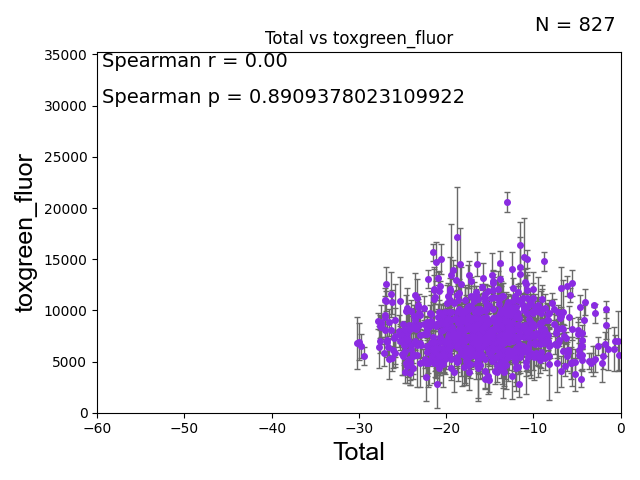 N = 827
Total vs toxgreen_fluor
Spearman r = 0.00
Spearman p = 0.8909378023109922
35000
30000
25000
20000
15000
10000
5000
0
toxgreen_fluor
−60 −50 −40 −30 −20 −10 0
Total